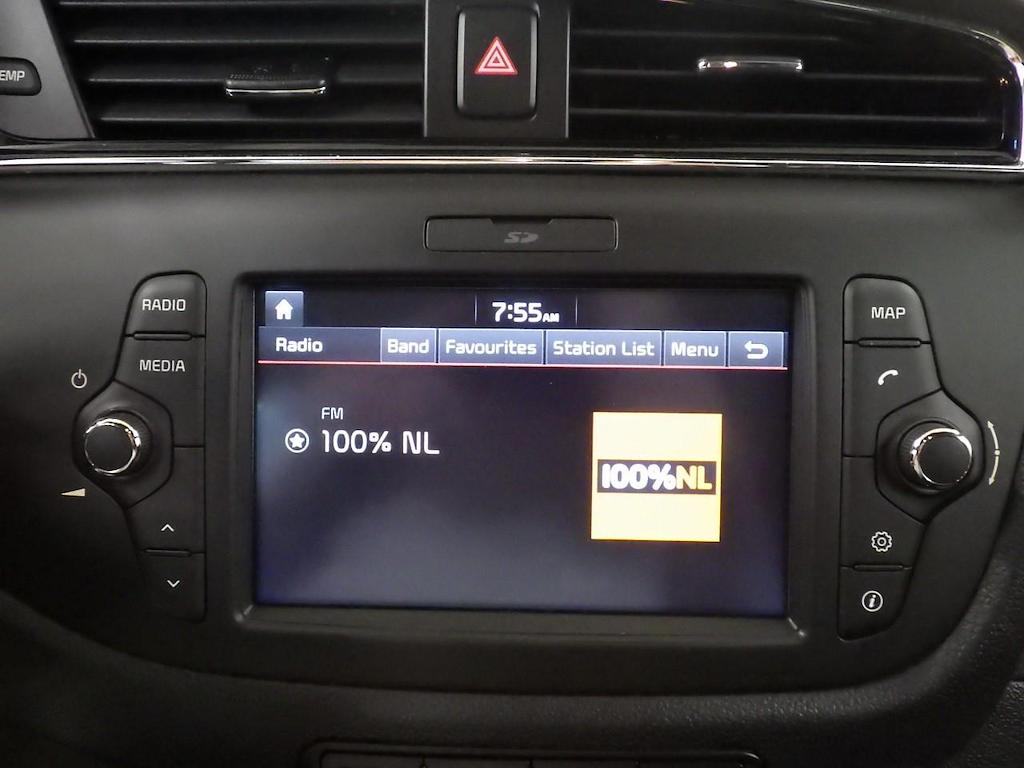 EMP
SD
RADIO
MEDIA
7:55AM
Radio Band Favourites Station List Menu
FM
100% NL
100%NL
MAP
i